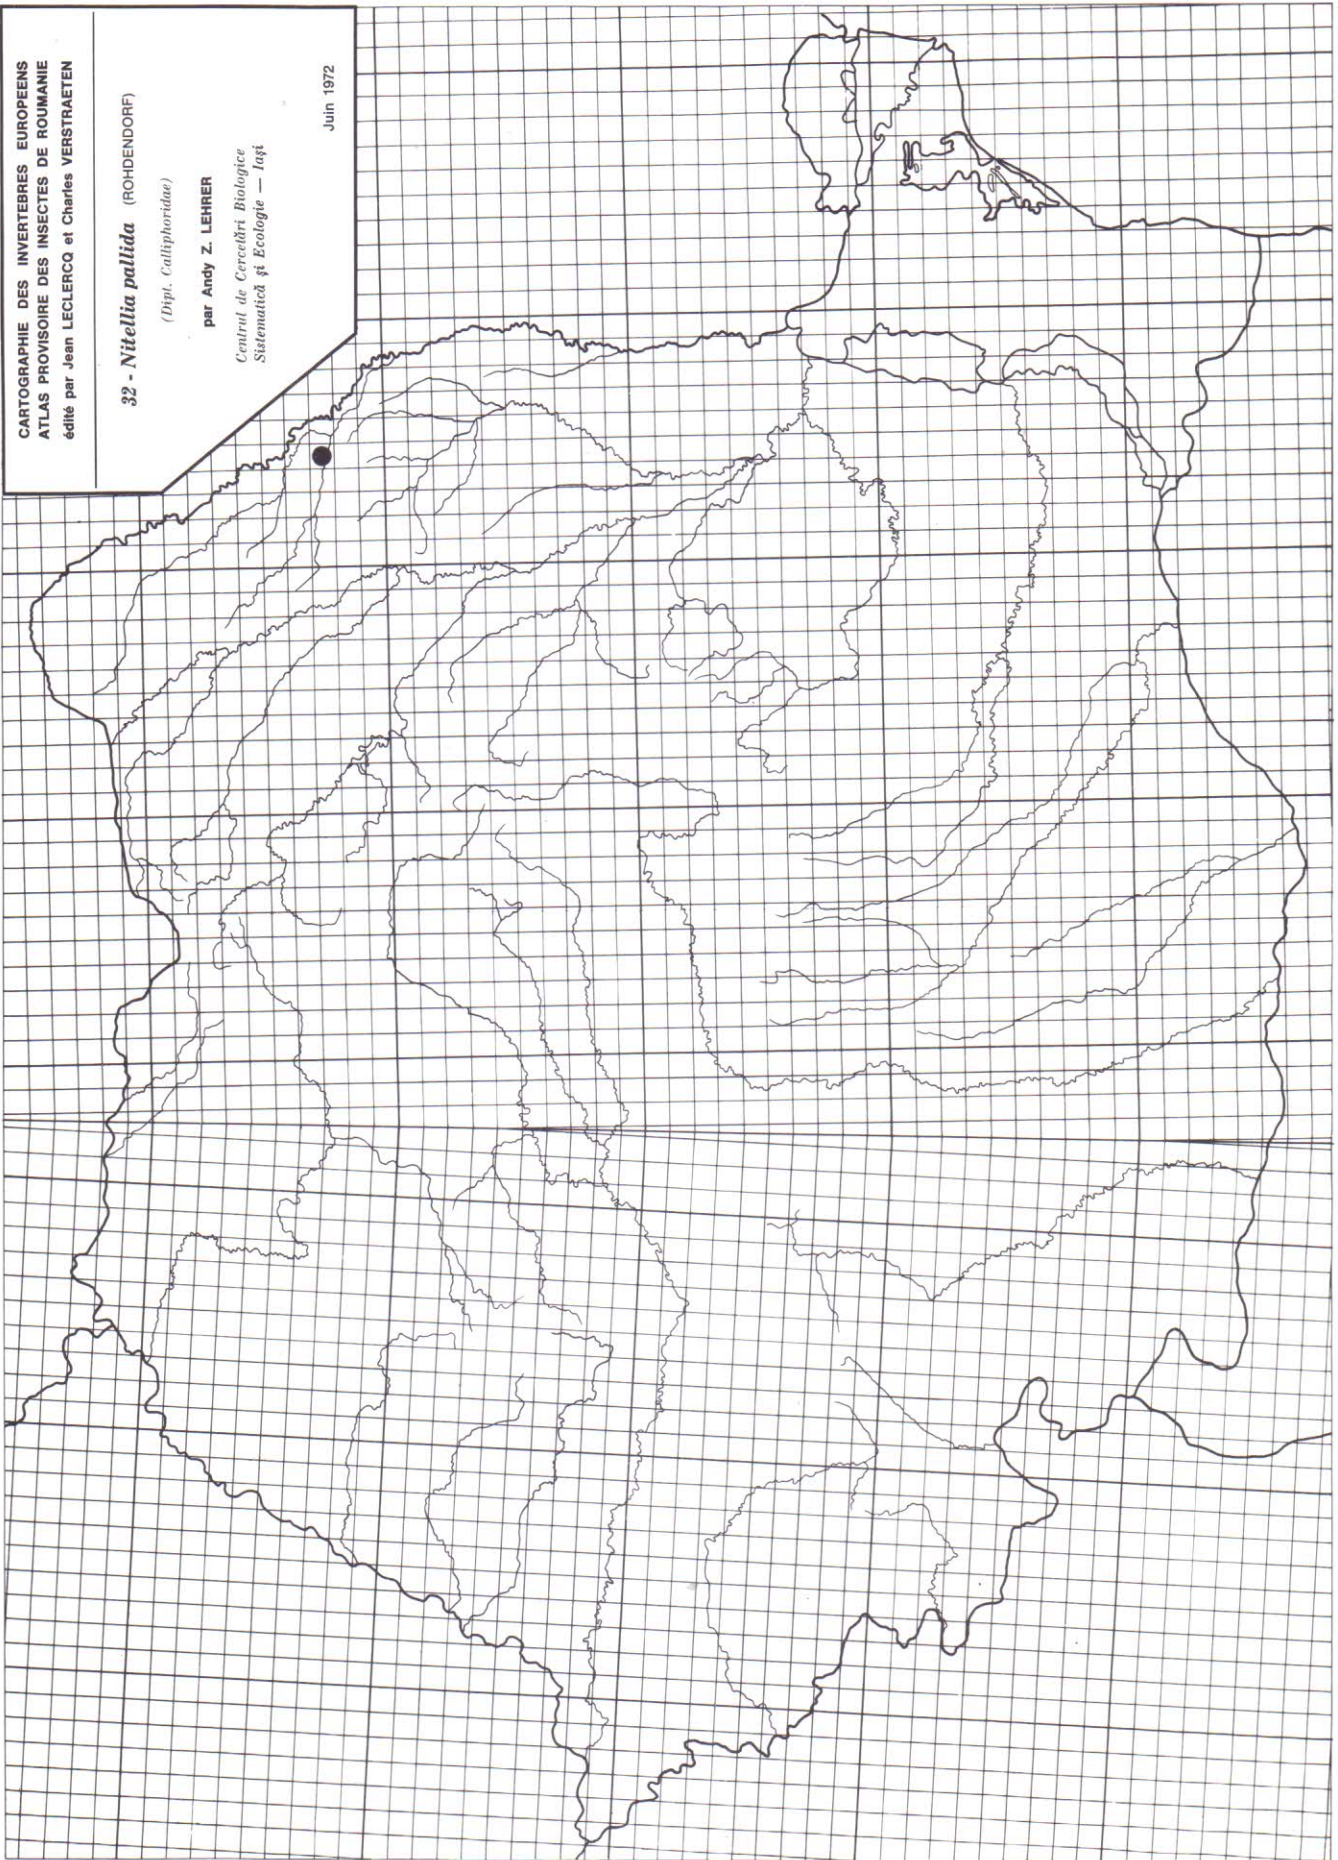 CARTOGRAPHIE DES INVERTEBRES EUROPEENS
ATLAS PROVISOIRE DES INSECTES DE ROUMANIE
édité par Jean LECLERCQ et Charles VERSTRAETEN
32 - Nitellia pallida (ROHDENDORF)
(Dipt. Calliphoridae)
par Andy Z. LEHRER
Centrul de Cercetări Biologice
Sistematică şi Ecologie — Iaşi
Juin 1972